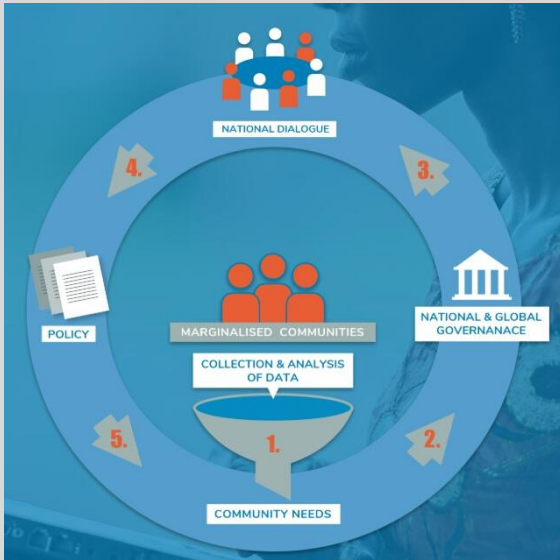 NATIONAL DIALOGUE
4.
3.
POLICY
MARGINALISED COMMUNITIES
NATIONAL & GLOBAL
GOVERNANACE
COLLECTION & ANALYSIS
OF DATA
5.
1.
2.
COMMUNITY NEEDS